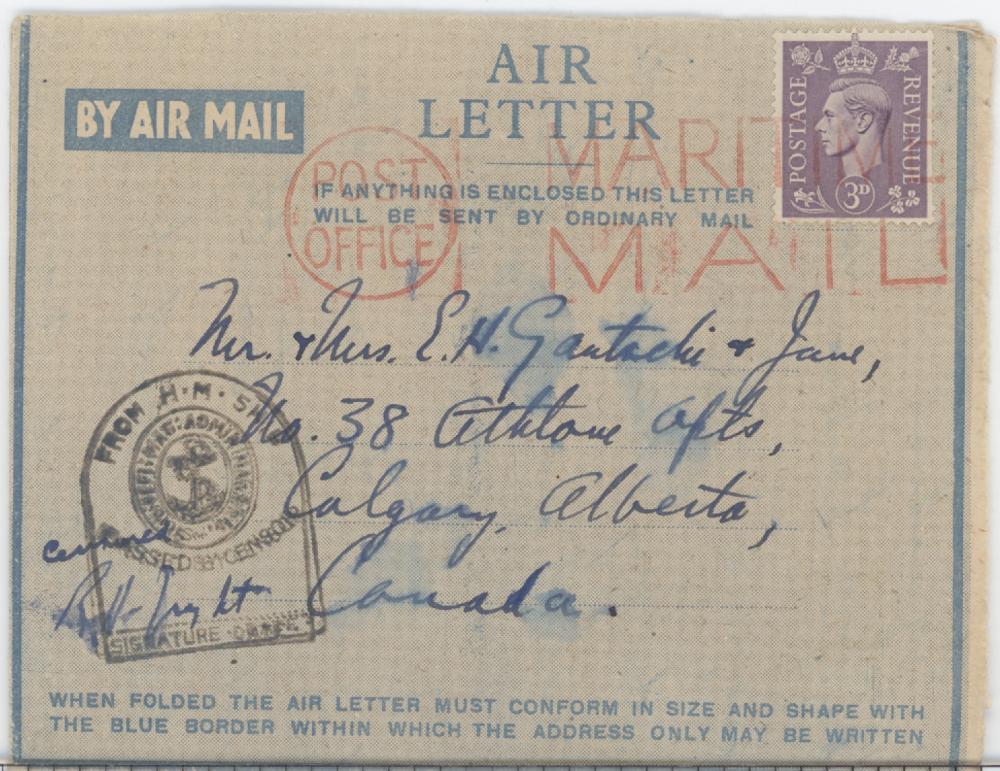 AIR
LETTER
BY AIR MAIL
IF ANYTHING IS ENCLOSED THIS LETTER
WILL BE SENT BY ORDINARY MAIL
POSTAGE
REVENUE
3D
POST
OFFICE
MARITIME
MAIL
Mr. & Mrs. E. H. Gautschi & Jane,
No. 38 Athlone Apts,
Calgary, Alberta,
Canada.
FROM H·M·SHIP
PASSED BY CENSOR
censored
SIGNATURE
WHEN FOLDED THE AIR LETTER MUST CONFORM IN SIZE AND SHAPE WITH
THE BLUE BORDER WITHIN WHICH THE ADDRESS ONLY MAY BE WRITTEN